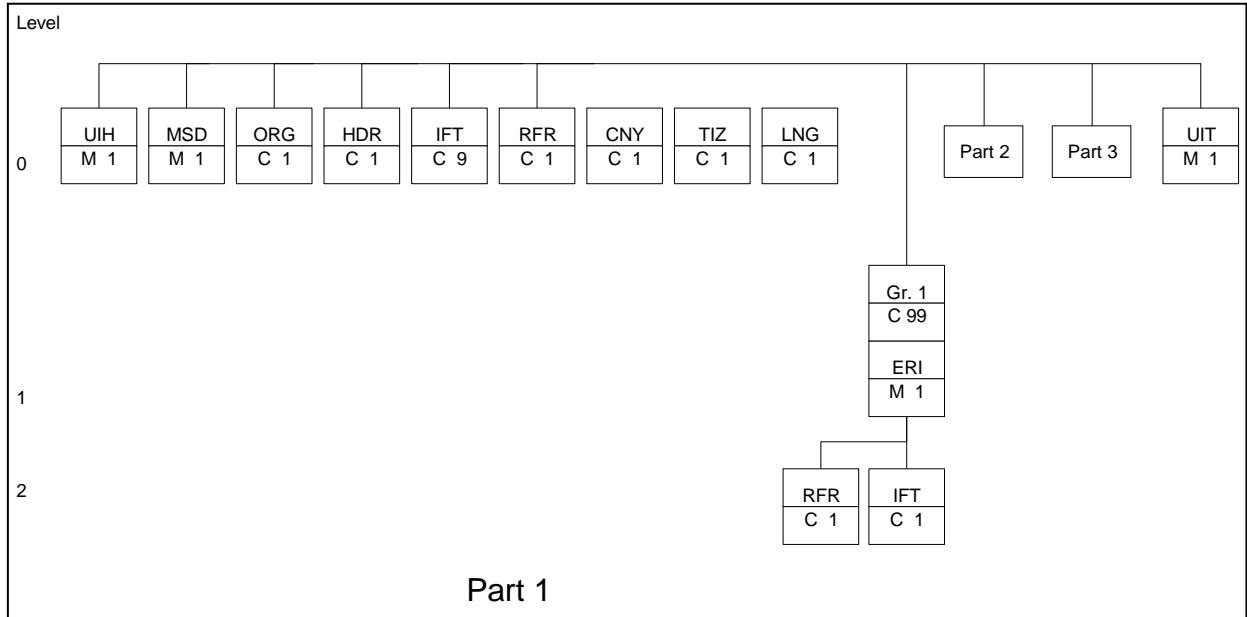 Level
UIH MSD ORG HDR IFT RFR CNY TIZ LNG UIT
M 1 M 1 C 1 C 1 C 9 C 1 C 1 C 1 C 1 Part 2 Part 3 M 1
0
Gr. 1
C 99
ERI
M 1
1
2
RFR IFT
C 1 C 1
Part 1